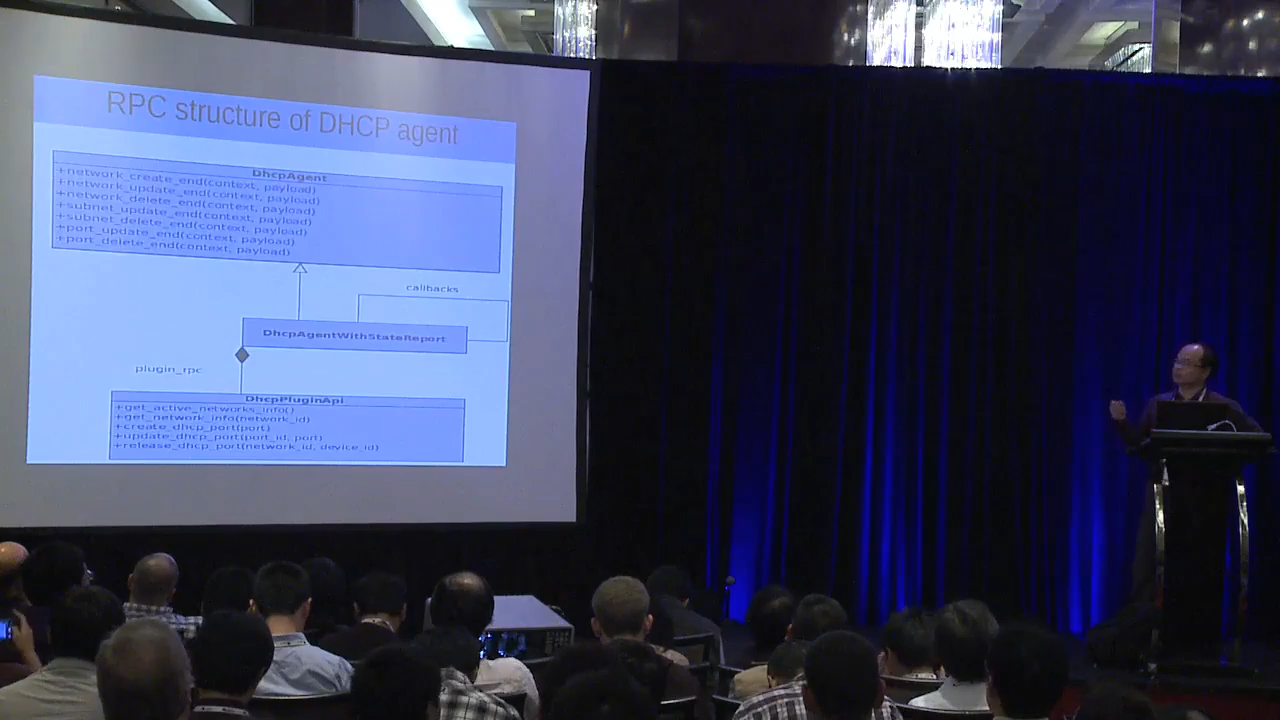 RPC structure of DHCP agent
DhcpAgent
+network_create_end(context, payload)
+network_update_end(context, payload)
+network_delete_end(context, payload)
+subnet_update_end(context, payload)
+subnet_delete_end(context, payload)
+port_update_end(context, payload)
+port_delete_end(context, payload)
callbacks
DhcpAgentWithStateReport
plugin_rpc
DhcpPluginApi
+get_active_networks_info()
+get_network_info(network_id)
+create_dhcp_port(port)
+update_dhcp_port(port_id, port)
+release_dhcp_port(network_id, device_id)